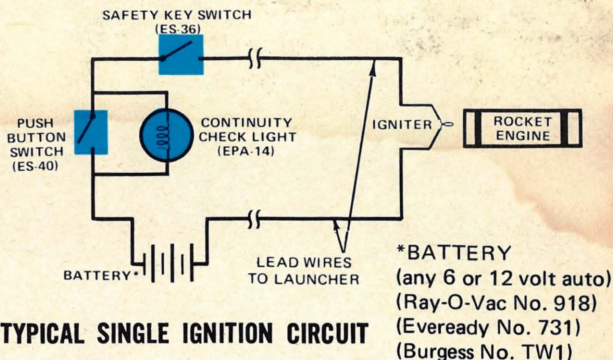 SAFETY KEY SWITCH
(ES-36)
PUSH
BUTTON
SWITCH
(ES-40)
CONTINUITY
CHECK LIGHT
(EPA-14)
IGNITER
ROCKET
ENGINE
BATTERY*
LEAD WIRES
TO LAUNCHER
*BATTERY
(any 6 or 12 volt auto)
(Ray-O-Vac No. 918)
(Eveready No. 731)
(Burgess No. TW1)
TYPICAL SINGLE IGNITION CIRCUIT